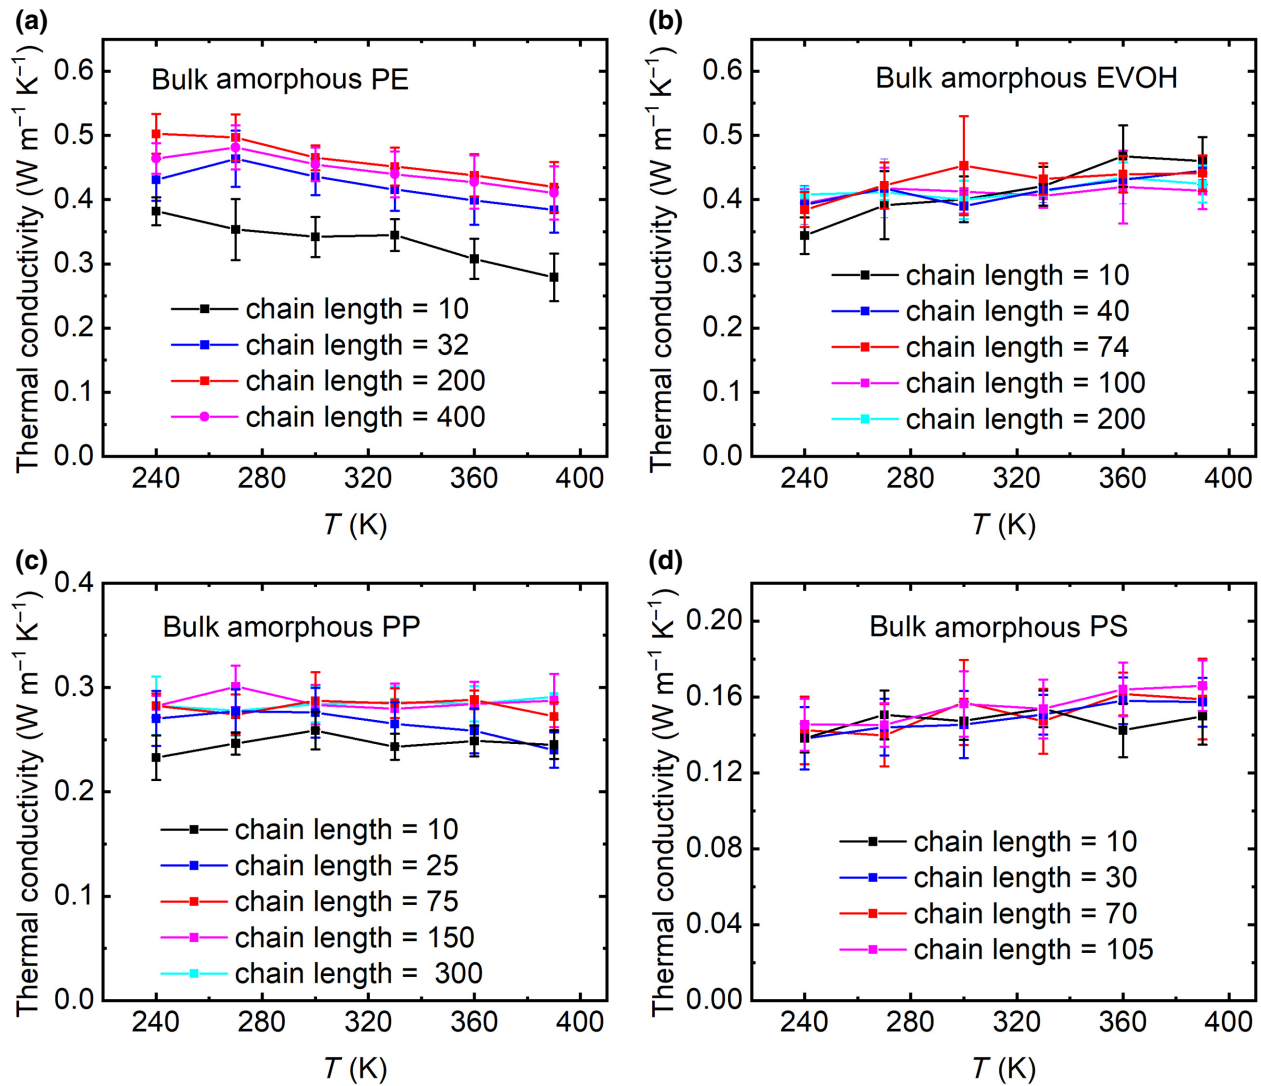 (a)
Bulk amorphous PE
Thermal conductivity (W m⁻¹ K⁻¹)
0.6
0.5
0.4
0.3
0.2
0.1
0.0
chain length = 10
chain length = 32
chain length = 200
chain length = 400
240 280 320 360 400
T (K)
(b)
Bulk amorphous EVOH
Thermal conductivity (W m⁻¹ K⁻¹)
0.6
0.5
0.4
0.3
0.2
0.1
0.0
chain length = 10
chain length = 40
chain length = 74
chain length = 100
chain length = 200
240 280 320 360 400
T (K)
(c)
Bulk amorphous PP
Thermal conductivity (W m⁻¹ K⁻¹)
0.4
0.3
0.2
0.1
0.0
chain length = 10
chain length = 25
chain length = 75
chain length = 150
chain length = 300
240 280 320 360 400
T (K)
(d)
Bulk amorphous PS
Thermal conductivity (W m⁻¹ K⁻¹)
0.20
0.16
0.12
0.08
0.04
0.00
chain length = 10
chain length = 30
chain length = 70
chain length = 105
240 280 320 360 400
T (K)